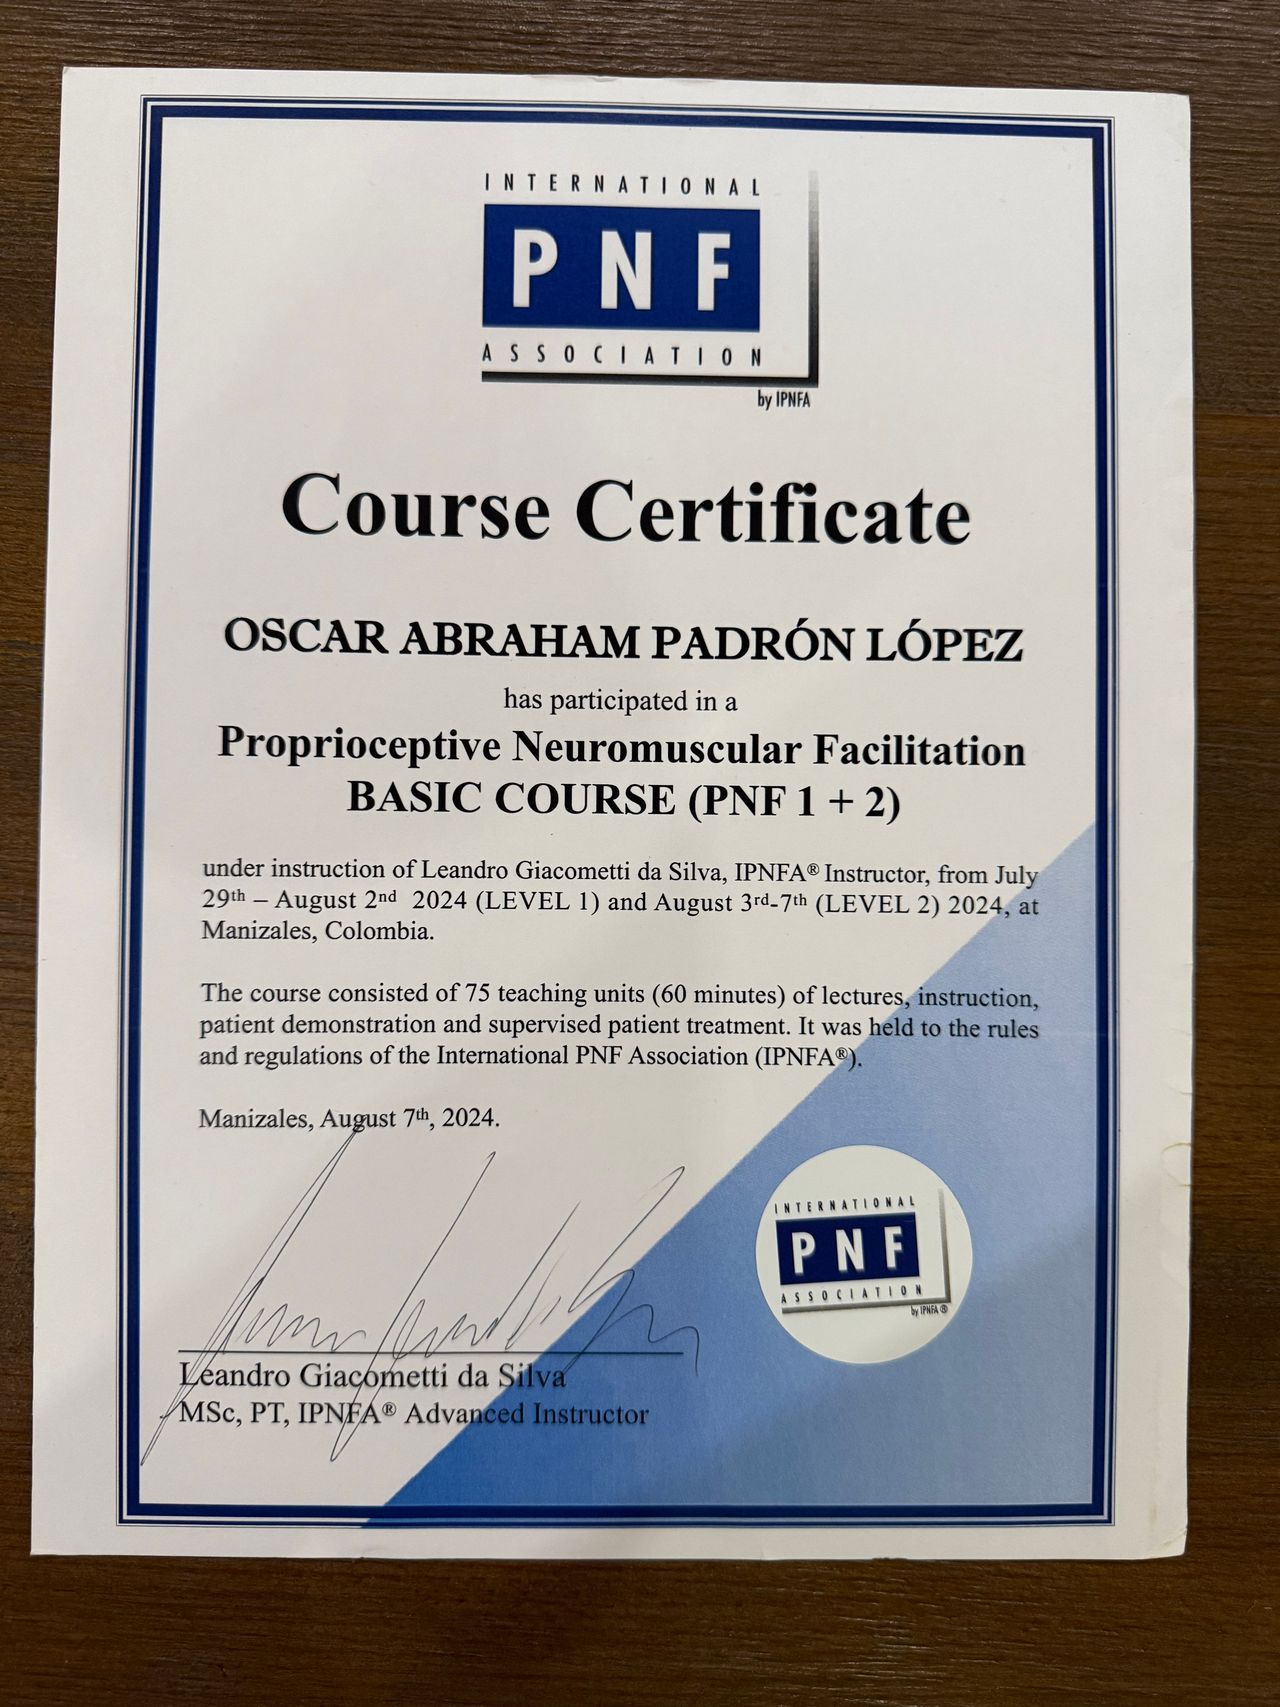 INTERNATIONAL
PNF
ASSOCIATION
by IPNFA
Course Certificate
OSCAR ABRAHAM PADRÓN LÓPEZ
has participated in a
Proprioceptive Neuromuscular Facilitation
BASIC COURSE (PNF 1 + 2)
under instruction of Leandro Giacometti da Silva, IPNFA® Instructor, from July
29th – August 2nd 2024 (LEVEL 1) and August 3rd-7th (LEVEL 2) 2024, at
Manizales, Colombia.
The course consisted of 75 teaching units (60 minutes) of lectures, instruction,
patient demonstration and supervised patient treatment. It was held to the rules
and regulations of the International PNF Association (IPNFA®).
Manizales, August 7th, 2024.
Leandro Giacometti da Silva
MSc, PT, IPNFA® Advanced Instructor
INTERNATIONAL
PNF
ASSOCIATION
by IPNFA ®